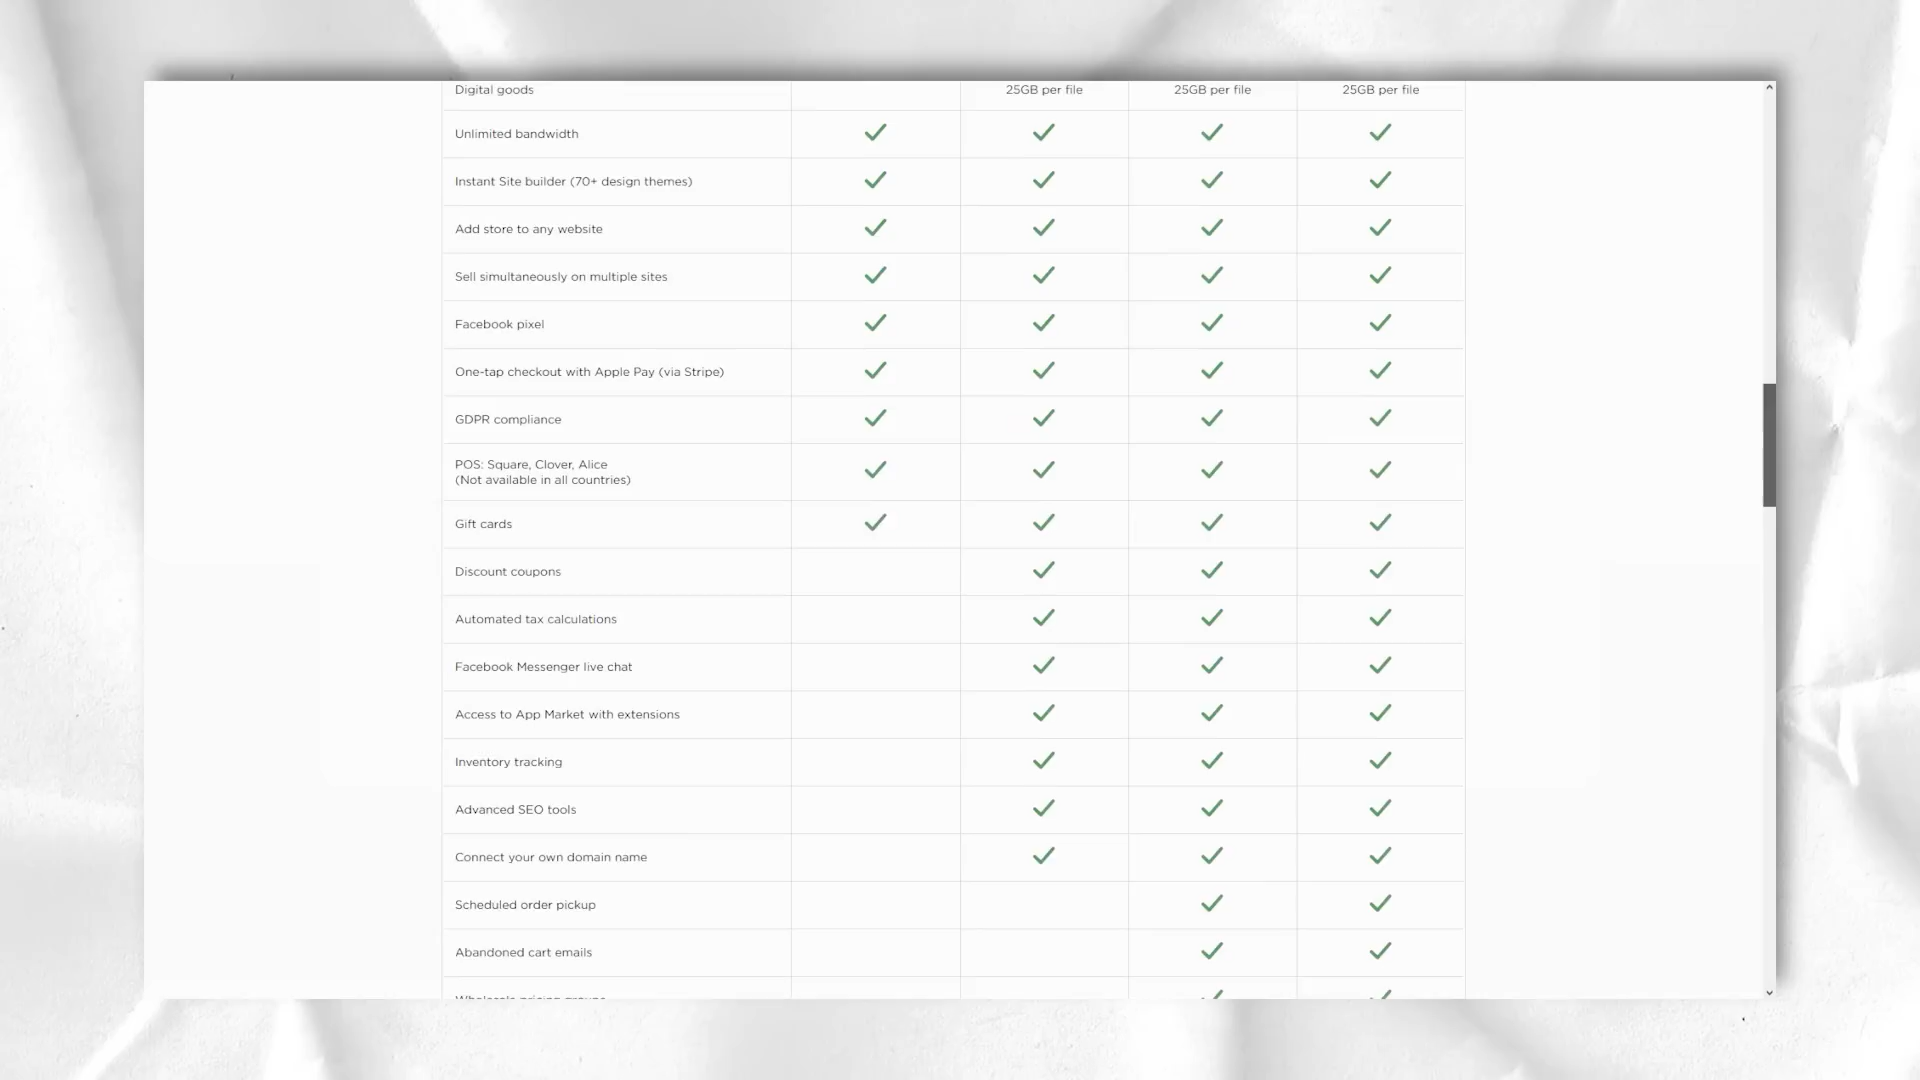 Digital goods 25GB per file 25GB per file 25GB per file
Unlimited bandwidth
Instant Site builder (70+ design themes)
Add store to any website
Sell simultaneously on multiple sites
Facebook pixel
One-tap checkout with Apple Pay (via Stripe)
GDPR compliance
POS: Square, Clover, Alice
(Not available in all countries)
Gift cards
Discount coupons
Automated tax calculations
Facebook Messenger live chat
Access to App Market with extensions
Inventory tracking
Advanced SEO tools
Connect your own domain name
Scheduled order pickup
Abandoned cart emails